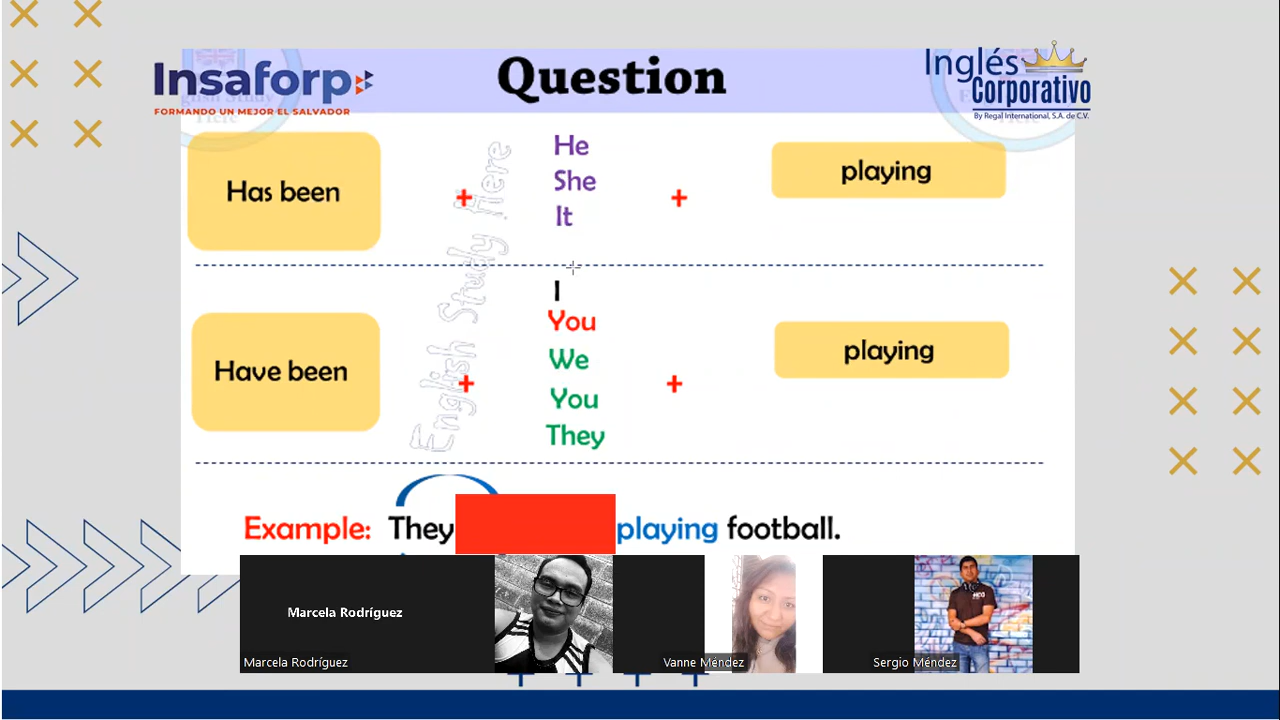 Question
Insaforp
FORMANDO UN MEJOR EL SALVADOR
Inglés
Corporativo
By Regal International, S.A. de C.V.
Has been + He + playing
She
It
English Study Here
Have been + I + playing
You
We
You
They
Example: They playing football.
Marcela Rodríguez
Marcela Rodríguez
Vanne Méndez
Sergio Méndez